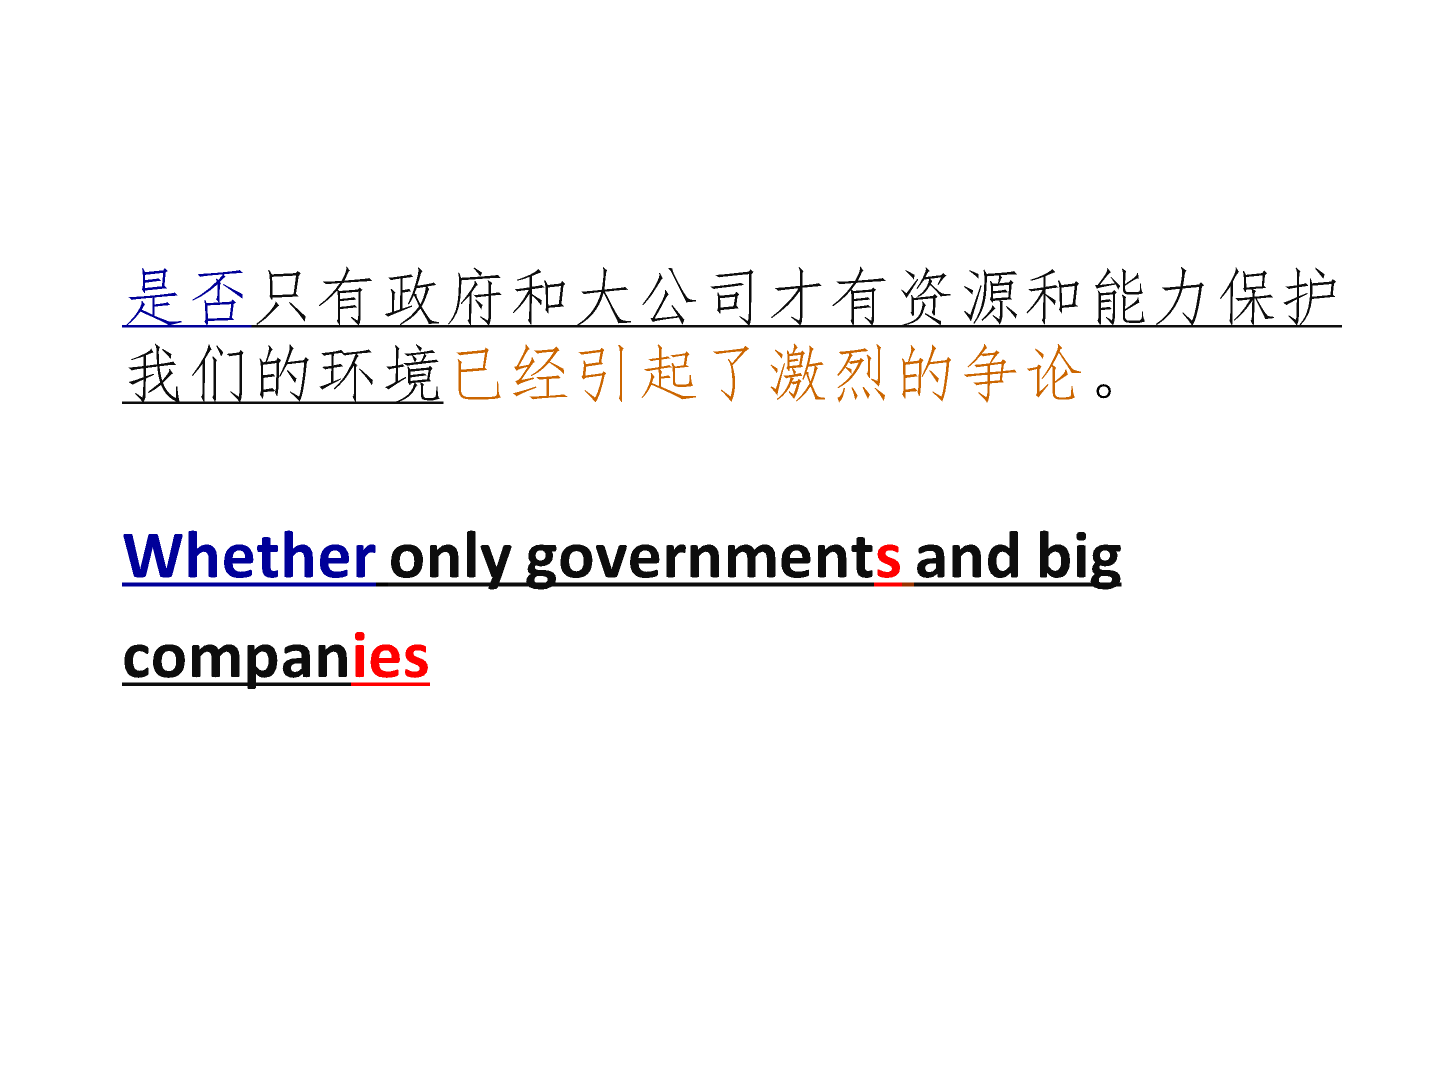 是否只有政府和大公司才有资源和能力保护
我们的环境已经引起了激烈的争论。
Whether only governments and big
companies